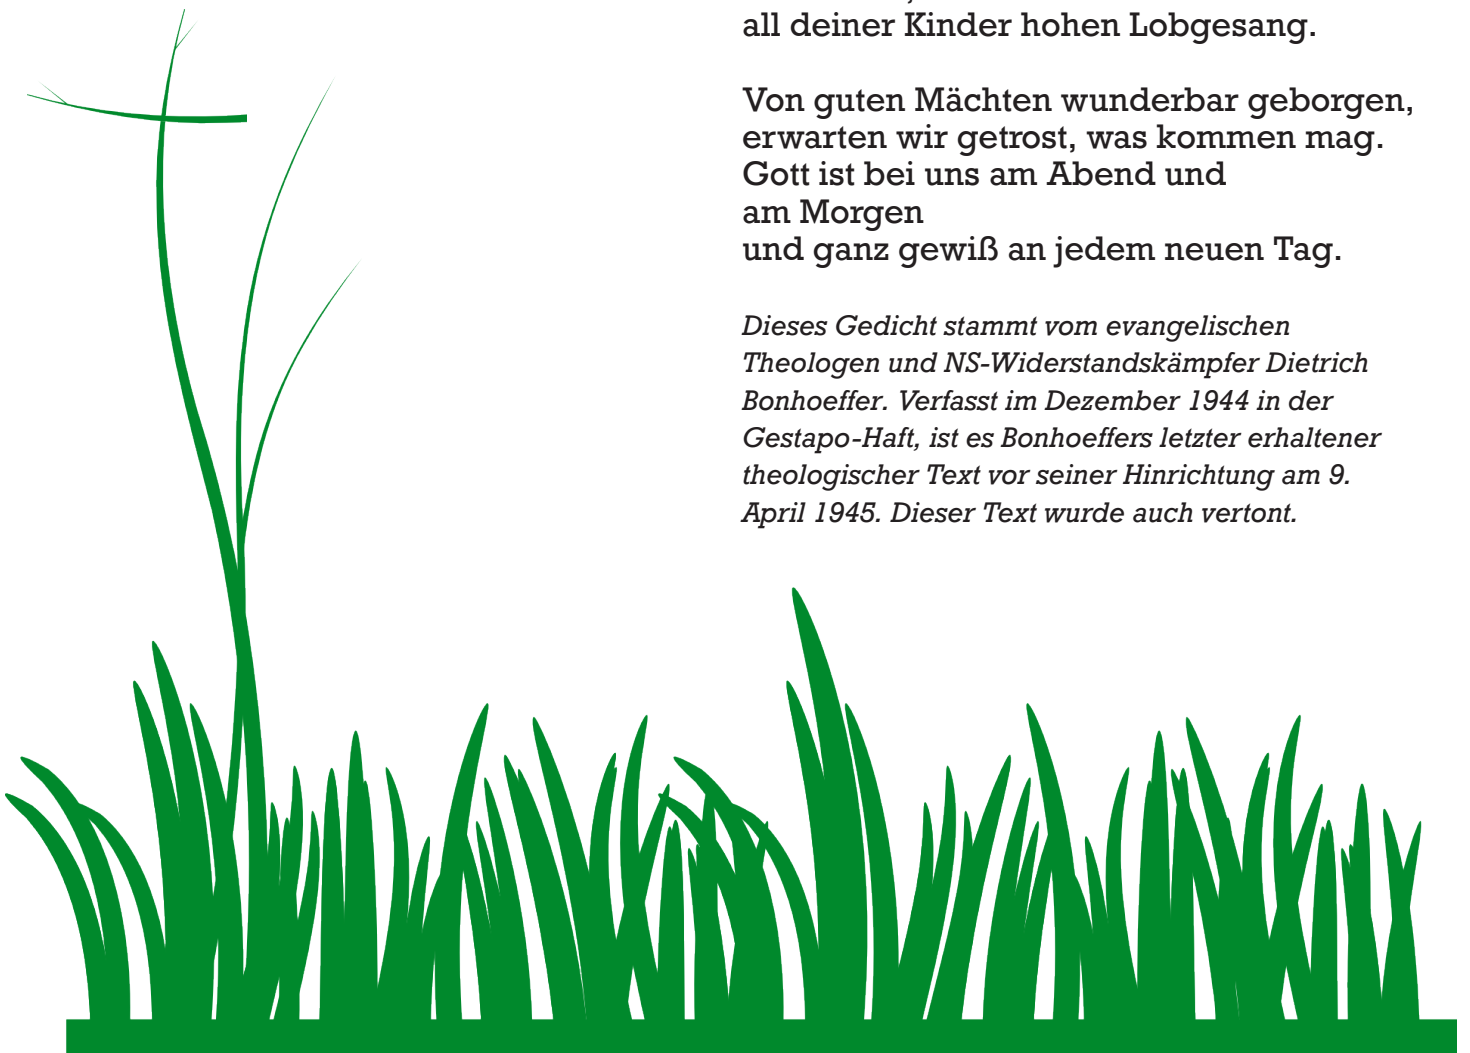 all deiner Kinder hohen Lobgesang.
Von guten Mächten wunderbar geborgen,
erwarten wir getrost, was kommen mag.
Gott ist bei uns am Abend und
am Morgen
und ganz gewiß an jedem neuen Tag.
Dieses Gedicht stammt vom evangelischen
Theologen und NS-Widerstandskämpfer Dietrich
Bonhoeffer. Verfasst im Dezember 1944 in der
Gestapo-Haft, ist es Bonhoeffers letzter erhaltener
theologischer Text vor seiner Hinrichtung am 9.
April 1945. Dieser Text wurde auch vertont.